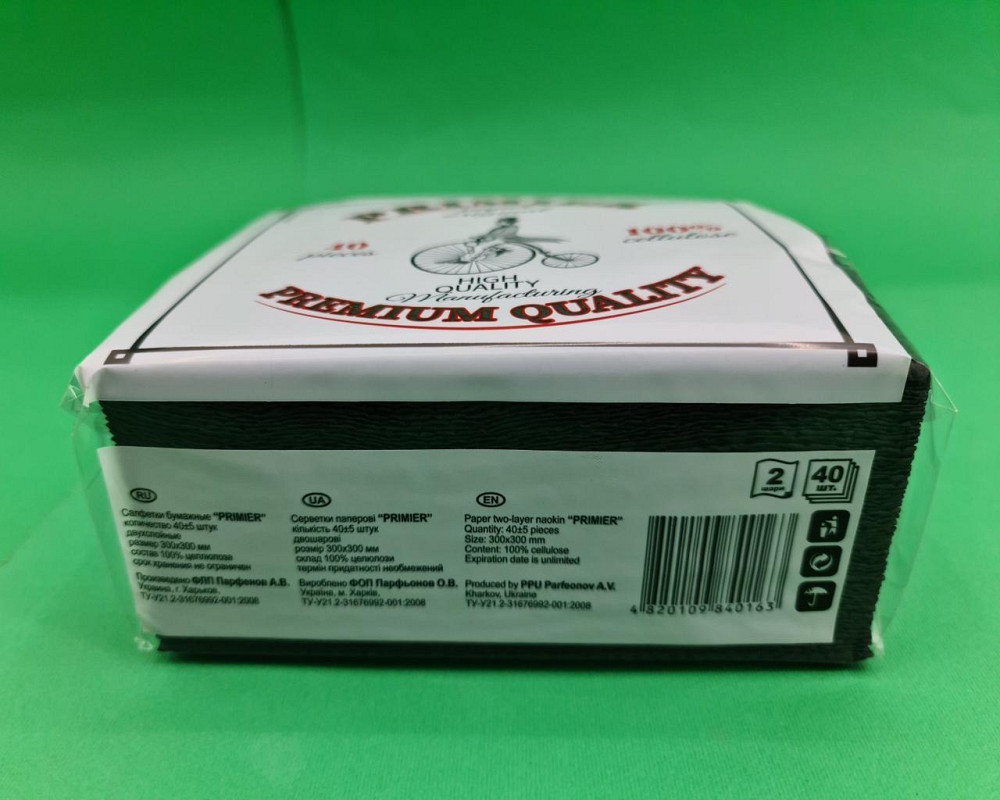 40
pieces
100%
cellulose
HIGH
QUALITY
Manufacturing
PREMIUM QUALITY
RU
Салфетки бумажные "PRIMIER"
количество 40±5 штук
двухслойные
размер 300х300 мм
состав 100% целлюлоза
срок хранения не ограничен
Произведено ФПП Парфенов А.В.
Украина, г. Харьков.
ТУ-У21.2-31676992-001:2008
UA
Серветки паперові "PRIMIER"
кількість 40±5 штук
двошарові
розмір 300х300 мм
склад 100% целюлози
термін придатності необмежений
Вироблено ФОП Парфьонов О.В.
Україна, м. Харків.
ТУ-У21.2-31676992-001:2008
EN
Paper two-layer naokin "PRIMIER"
Quantity: 40±5 pieces
Size: 300x300 mm
Content: 100% cellulose
Expiration date is unlimited
Produced by PPU Parfeonov A.V.
Kharkov, Ukraina
ТУ-У21.2-31676992-001:2008
2
шари
40
шт.
4 820109 840163